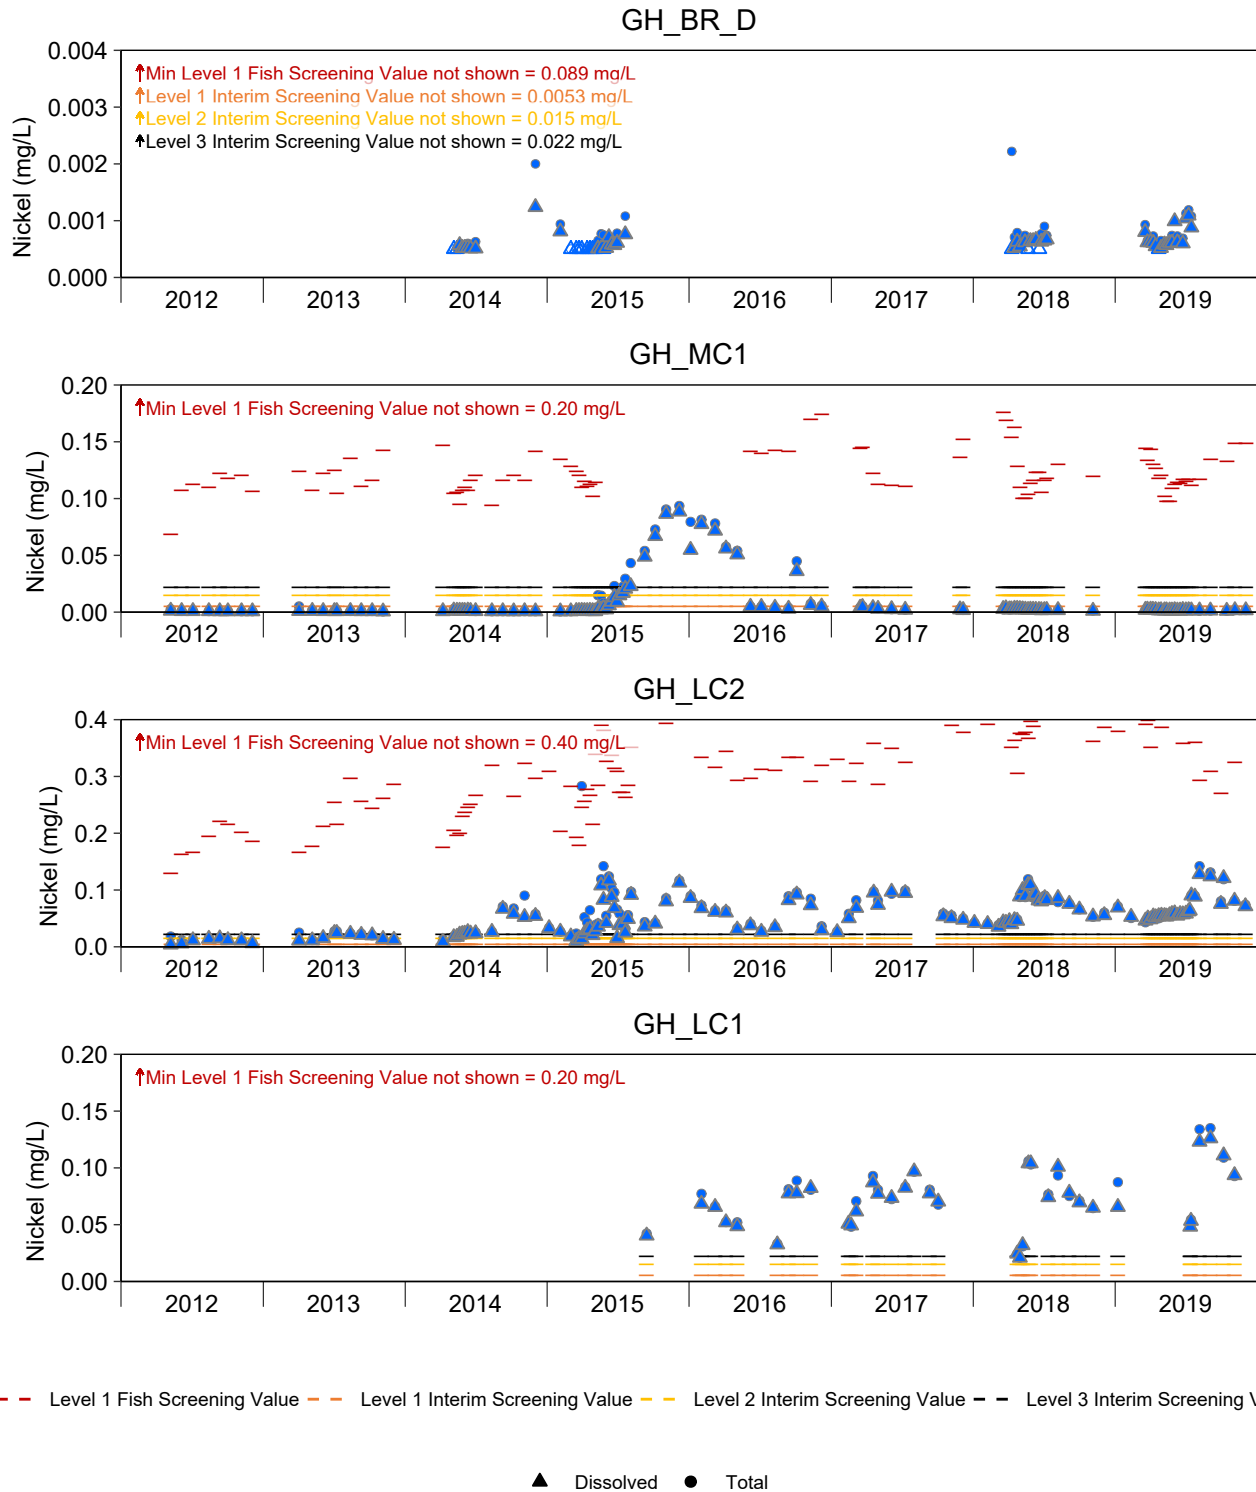 GH_BR_D
0.004
↑Min Level 1 Fish Screening Value not shown = 0.089 mg/L
↑Level 1 Interim Screening Value not shown = 0.0053 mg/L
0.003
↑Level 2 Interim Screening Value not shown = 0.015 mg/L
↑Level 3 Interim Screening Value not shown = 0.022 mg/L
0.002
0.001
0.000
Nickel (mg/L)
2012 2013 2014 2015 2016 2017 2018 2019
GH_MC1
0.20
↑Min Level 1 Fish Screening Value not shown = 0.20 mg/L
0.15
0.10
0.05
0.00
Nickel (mg/L)
2012 2013 2014 2015 2016 2017 2018 2019
GH_LC2
0.4
↑Min Level 1 Fish Screening Value not shown = 0.40 mg/L
0.3
0.2
0.1
0.0
Nickel (mg/L)
2012 2013 2014 2015 2016 2017 2018 2019
GH_LC1
0.20
↑Min Level 1 Fish Screening Value not shown = 0.20 mg/L
0.15
0.10
0.05
0.00
Nickel (mg/L)
2012 2013 2014 2015 2016 2017 2018 2019
Level 1 Fish Screening Value Level 1 Interim Screening Value Level 2 Interim Screening Value Level 3 Interim Screening
Dissolved Total